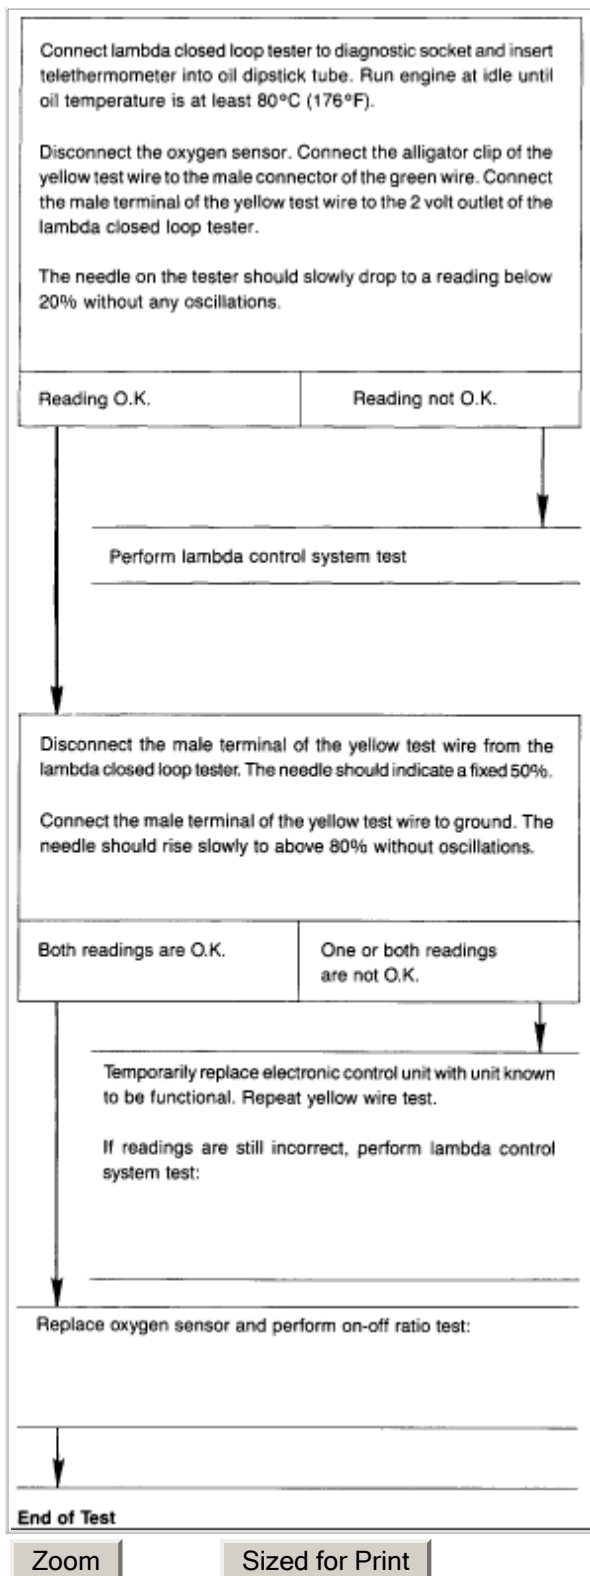 Connect lambda closed loop tester to diagnostic socket and insert
telethermometer into oil dipstick tube. Run engine at idle until
oil temperature is at least 80°C (176°F).
Disconnect the oxygen sensor. Connect the alligator clip of the
yellow test wire to the male connector of the green wire. Connect
the male terminal of the yellow test wire to the 2 volt outlet of the
lambda closed loop tester.
The needle on the tester should slowly drop to a reading below
20% without any oscillations.
Reading O.K.
Reading not O.K.
Perform lambda control system test
Disconnect the male terminal of the yellow test wire from the
lambda closed loop tester. The needle should indicate a fixed 50%.
Connect the male terminal of the yellow test wire to ground. The
needle should rise slowly to above 80% without oscillations.
Both readings are O.K.
One or both readings
are not O.K.
Temporarily replace electronic control unit with unit known
to be functional. Repeat yellow wire test.
If readings are still incorrect, perform lambda control
system test:
Replace oxygen sensor and perform on-off ratio test:
End of Test
Zoom
Sized for Print